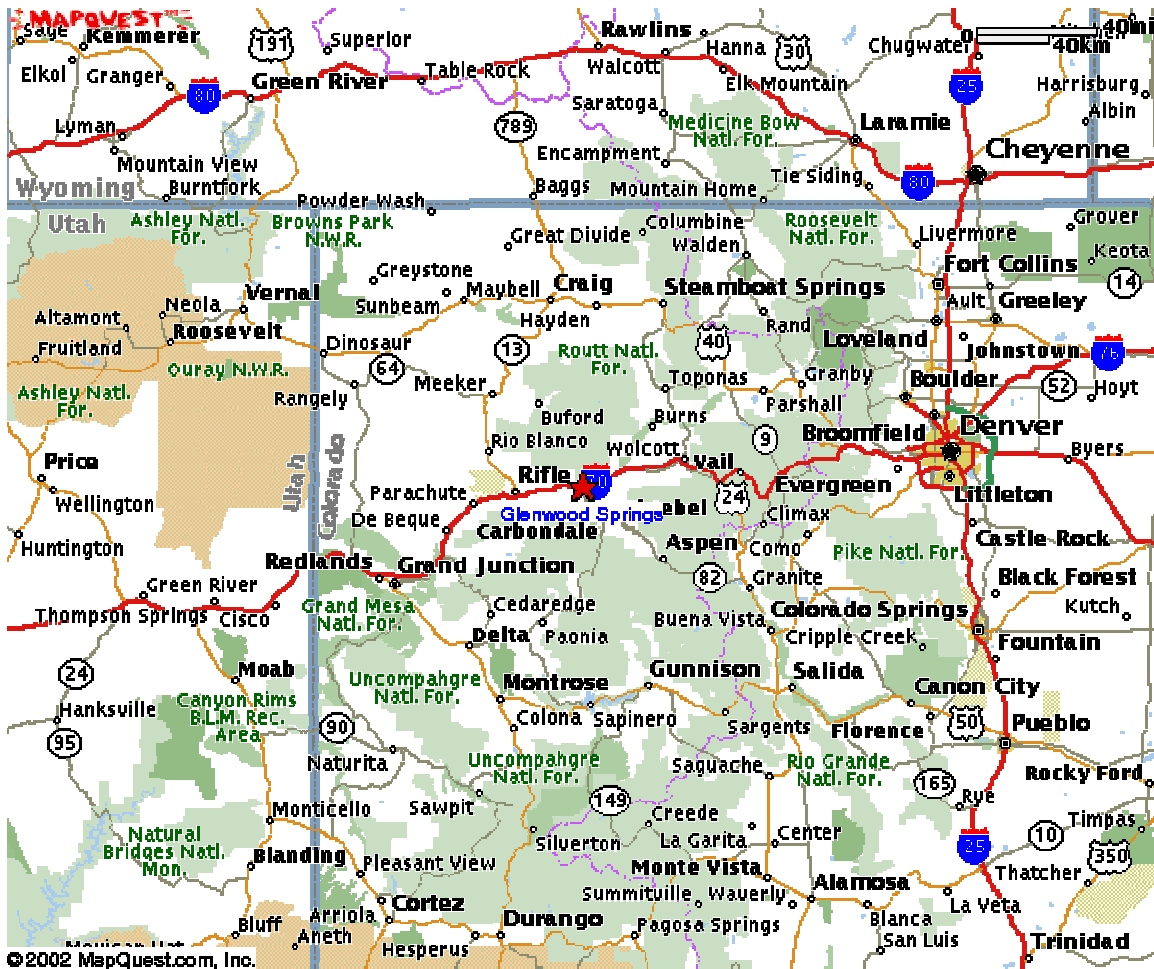 MAPQUEST
Sage
Kemmerer
191
Superior
Rawlins
Hanna
30
Chugwater
0
40mi
40km
Elkol
Granger
80
Green River
Table Rock
Walcott
Elk Mountain
25
Harrisburg
Albin
Saratoga
789
Medicine Bow
Natl. For.
Laramie
Lyman
Mountain View
Encampment
Cheyenne
Tie Siding
80
Wyoming
Burntfork
Baggs
Mountain Home
Powder Wash
Utah
Ashley Natl.
For.
Browns Park
N.W.R.
Great Divide
Columbine
Walden
Roosevelt
Natl. For.
Livermore
Grover
Keota
Greystone
Fort Collins
14
Vernal
Neola
Sunbeam
Maybell
Craig
Steamboat Springs
Ault
Greeley
Altamont
Roosevelt
Hayden
Rand
Fruitland
Dinosaur
13
40
Loveland
Johnstown
76
Ouray N.W.R.
64
Routt Natl.
For.
Granby
Boulder
52
Hoyt
Ashley Natl.
For.
Rangely
Meeker
Toponas
Parshall
Buford
Burns
Rio Blanco
9
Broomfield
Denver
Utah
Colorado
Wolcott
Vail
Byers
Price
Wellington
Parachute
Rifle
70
24
Evergreen
Littleton
Glenwood Springs
ebel
Climax
De Beque
Carbondale
Huntington
Aspen
Como
Pike Natl. For.
Castle Rock
Redlands
Grand Junction
82
Granite
Black Forest
Green River
Thompson Springs
Cisco
Grand Mesa
Natl. For.
Cedaredge
Buena Vista
Colorado Springs
Kutch
Delta
Paonia
Cripple Creek
Fountain
24
Moab
Uncompahgre
Natl. For.
Gunnison
Salida
Montrose
Canon City
Hanksville
Canyon Rims
B.L.M. Rec.
Area
90
Colona
Sapinero
Sargents
Florence
50
Pueblo
95
Naturita
Uncompahgre
Natl. For.
Saguache
Rio Grande
Natl. For.
165
Rocky Ford
Monticello
Sawpit
149
Creede
Rye
Timpas
Natural
Bridges Natl.
Mon.
Silverton
La Garita
Center
25
10
350
Blanding
Pleasant View
Monte Vista
Thatcher
Cortez
Summitville
Waverly
Alamosa
La Veta
Bluff
Arriola
Durango
Pagosa Springs
Blanca
Aneth
Hesperus
San Luis
Trinidad
Mexican Hat
©2002 MapQuest.com, Inc.